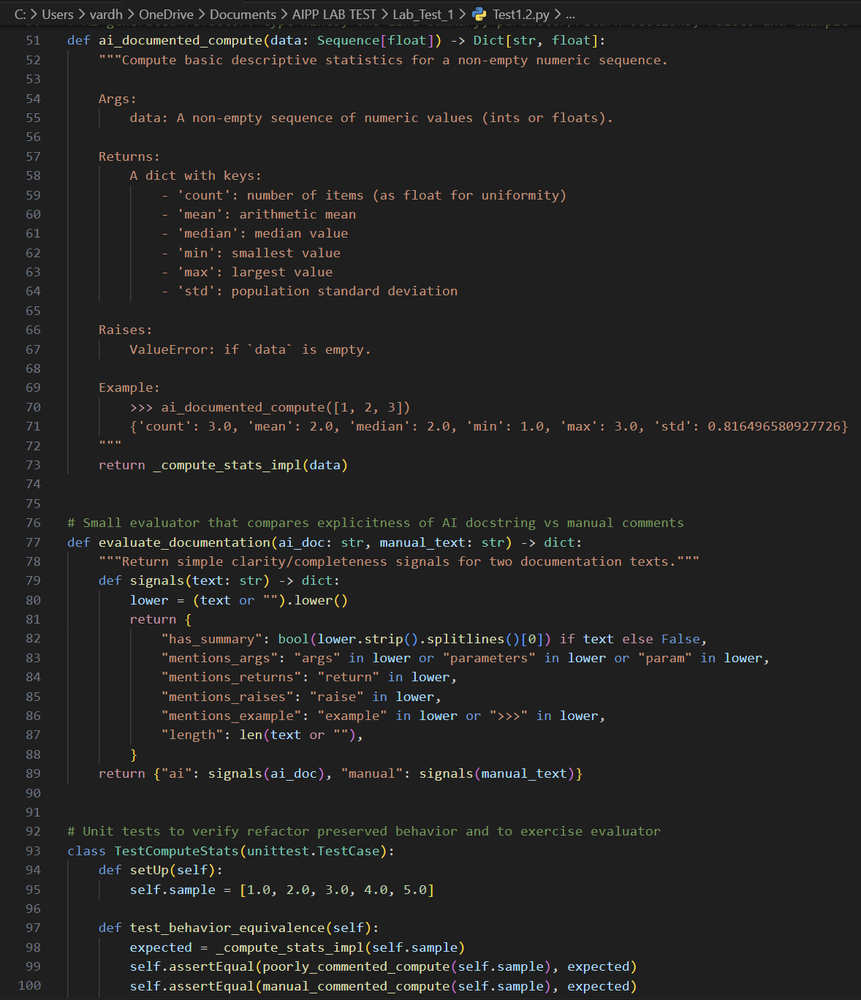 C: > Users > vardh > OneDrive > Documents > AIPP LAB TEST > Lab_Test_1 > Test1.2.py > ...
51 def ai_documented_compute(data: Sequence[float]) -> Dict[str, float]:
52     """Compute basic descriptive statistics for a non-empty numeric sequence.
53
54     Args:
55         data: A non-empty sequence of numeric values (ints or floats).
56
57     Returns:
58         A dict with keys:
59             - 'count': number of items (as float for uniformity)
60             - 'mean': arithmetic mean
61             - 'median': median value
62             - 'min': smallest value
63             - 'max': largest value
64             - 'std': population standard deviation
65
66     Raises:
67         ValueError: if `data` is empty.
68
69     Example:
70         >>> ai_documented_compute([1, 2, 3])
71         {'count': 3.0, 'mean': 2.0, 'median': 2.0, 'min': 1.0, 'max': 3.0, 'std': 0.816496580927726}
72     """
73     return _compute_stats_impl(data)
74
75
76 # Small evaluator that compares explicitness of AI docstring vs manual comments
77 def evaluate_documentation(ai_doc: str, manual_text: str) -> dict:
78     """Return simple clarity/completeness signals for two documentation texts."""
79     def signals(text: str) -> dict:
80         lower = (text or "").lower()
81         return {
82             "has_summary": bool(lower.strip().splitlines()[0]) if text else False,
83             "mentions_args": "args" in lower or "parameters" in lower or "param" in lower,
84             "mentions_returns": "return" in lower,
85             "mentions_raises": "raise" in lower,
86             "mentions_example": "example" in lower or ">>>" in lower,
87             "length": len(text or ""),
88         }
89     return {"ai": signals(ai_doc), "manual": signals(manual_text)}
90
91
92 # Unit tests to verify refactor preserved behavior and to exercise evaluator
93 class TestComputeStats(unittest.TestCase):
94     def setUp(self):
95         self.sample = [1.0, 2.0, 3.0, 4.0, 5.0]
96
97     def test_behavior_equivalence(self):
98         expected = _compute_stats_impl(self.sample)
99         self.assertEqual(poorly_commented_compute(self.sample), expected)
100         self.assertEqual(manual_commented_compute(self.sample), expected)